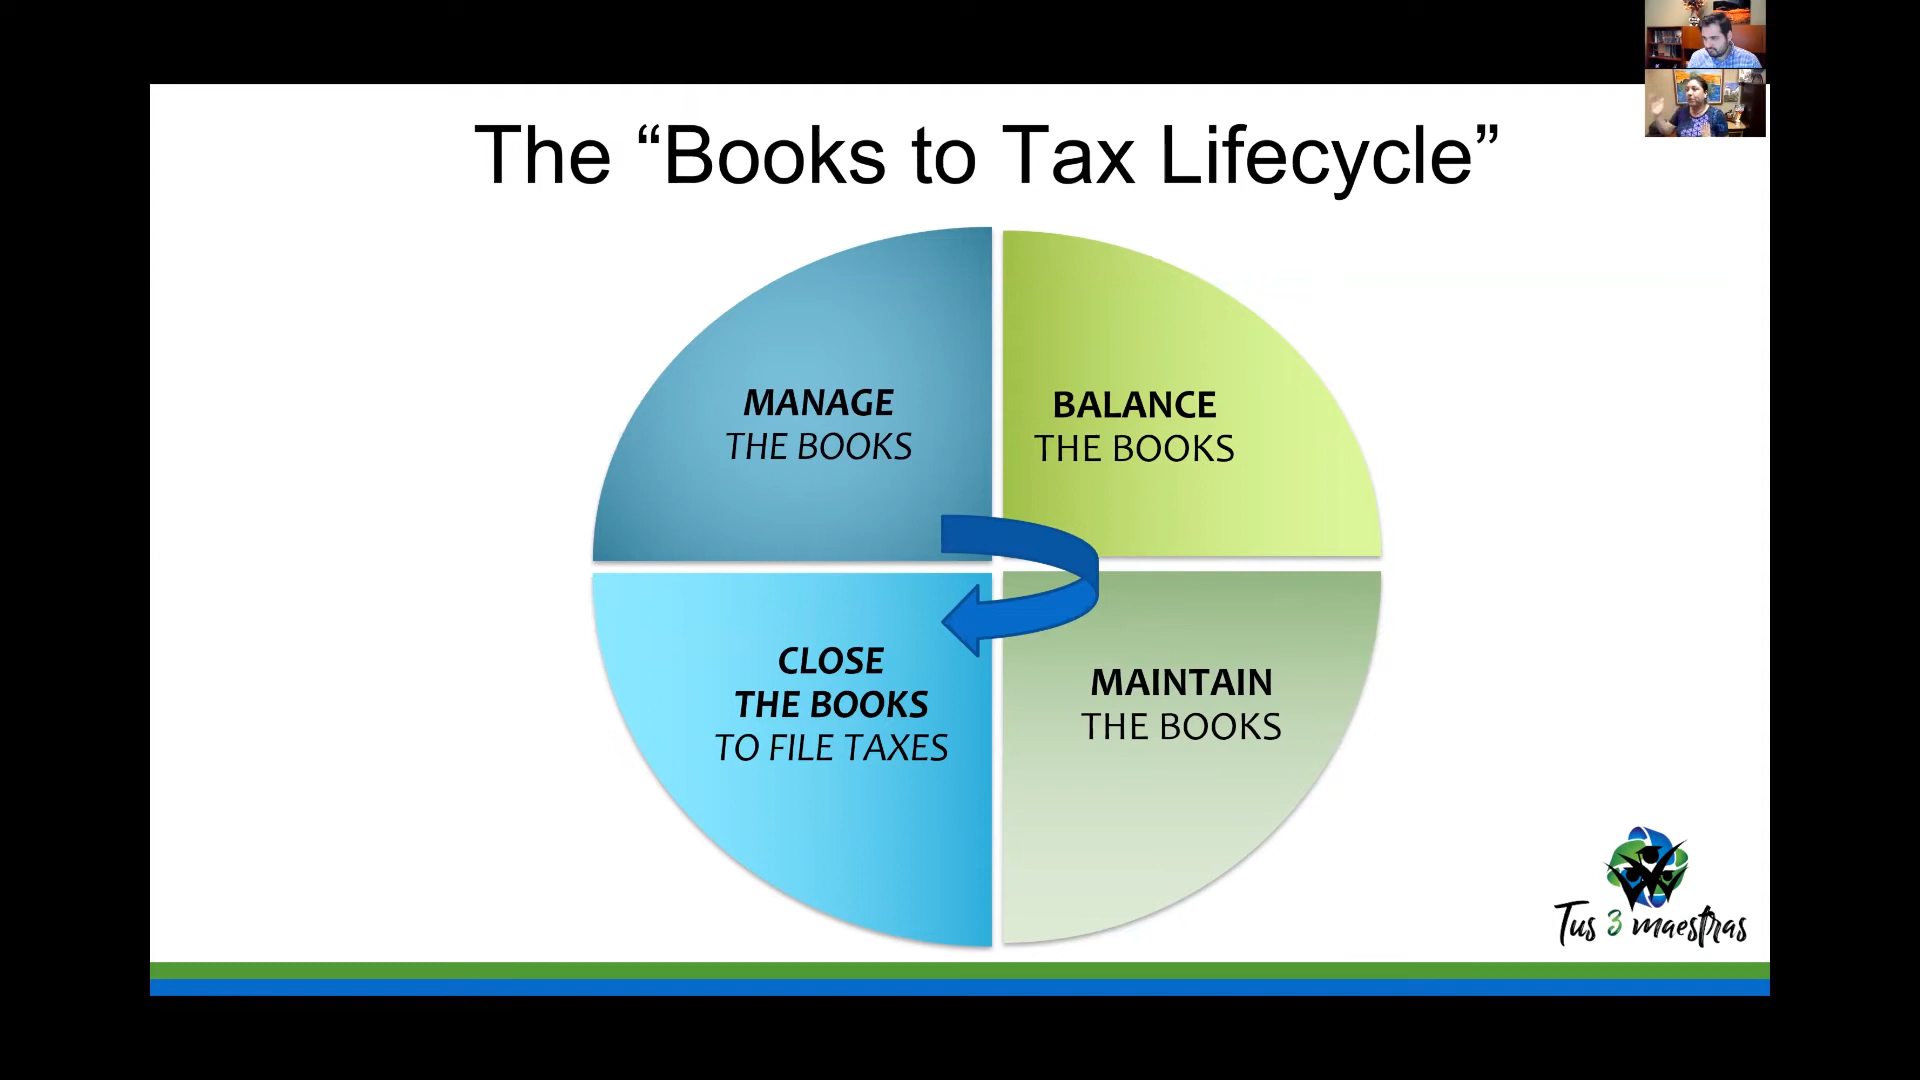 The “Books to Tax Lifecycle”
MANAGE
THE BOOKS
BALANCE
THE BOOKS
CLOSE
THE BOOKS
TO FILE TAXES
MAINTAIN
THE BOOKS
Tus 3 maestras